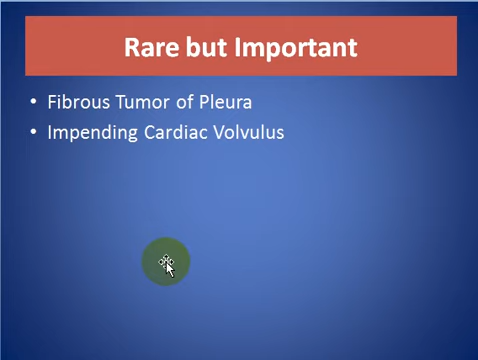 Rare but Important
• Fibrous Tumor of Pleura
• Impending Cardiac Volvulus